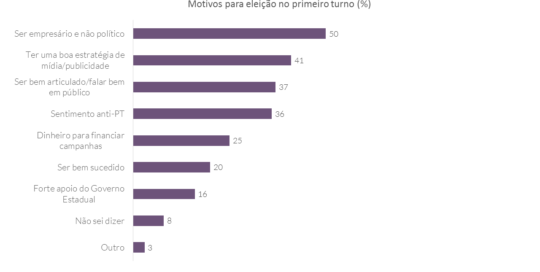 Motivos para eleição no primeiro turno (%)
Ser empresário e não político 50
Ter uma boa estratégia de
mídia/publicidade 41
Ser bem articulado/falar bem
em público 37
Sentimento anti-PT 36
Dinheiro para financiar
campanhas 25
Ser bem sucedido 20
Forte apoio do Governo
Estadual 16
Não sei dizer 8
Outro 3